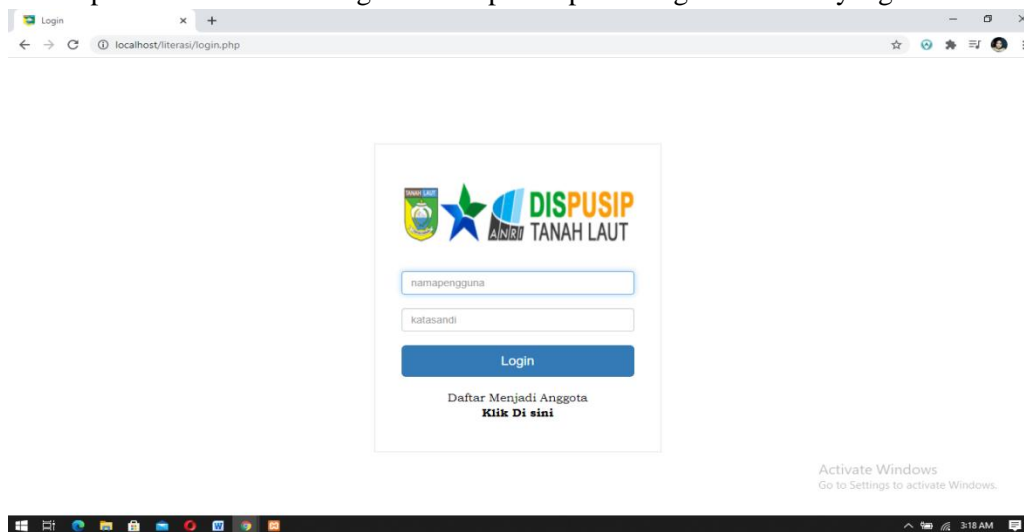 Login
localhost/literasi/login.php
TANAH LAUT
ANRI
DISPUSIP
TANAH LAUT
namapengguna
katasandi
Login
Daftar Menjadi Anggota
Klik Di sini
Activate Windows
Go to Settings to activate Windows.
3:18 AM